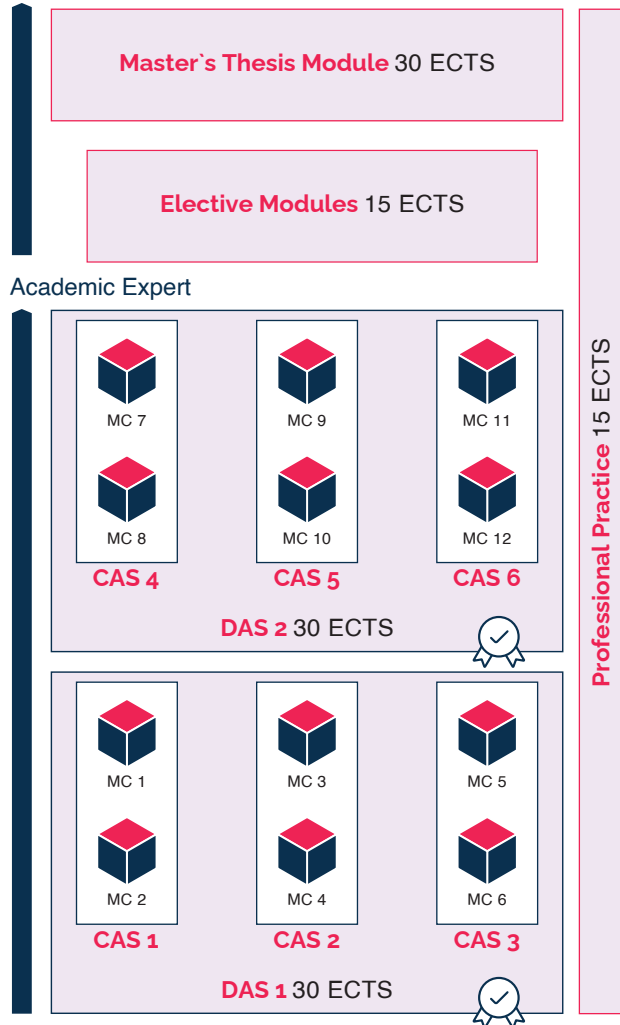 Master`s Thesis Module 30 ECTS
Elective Modules 15 ECTS
Academic Expert
MC 7 MC 9 MC 11
MC 8 MC 10 MC 12
CAS 4 CAS 5 CAS 6
DAS 2 30 ECTS
MC 1 MC 3 MC 5
MC 2 MC 4 MC 6
CAS 1 CAS 2 CAS 3
DAS 1 30 ECTS
Professional Practice 15 ECTS